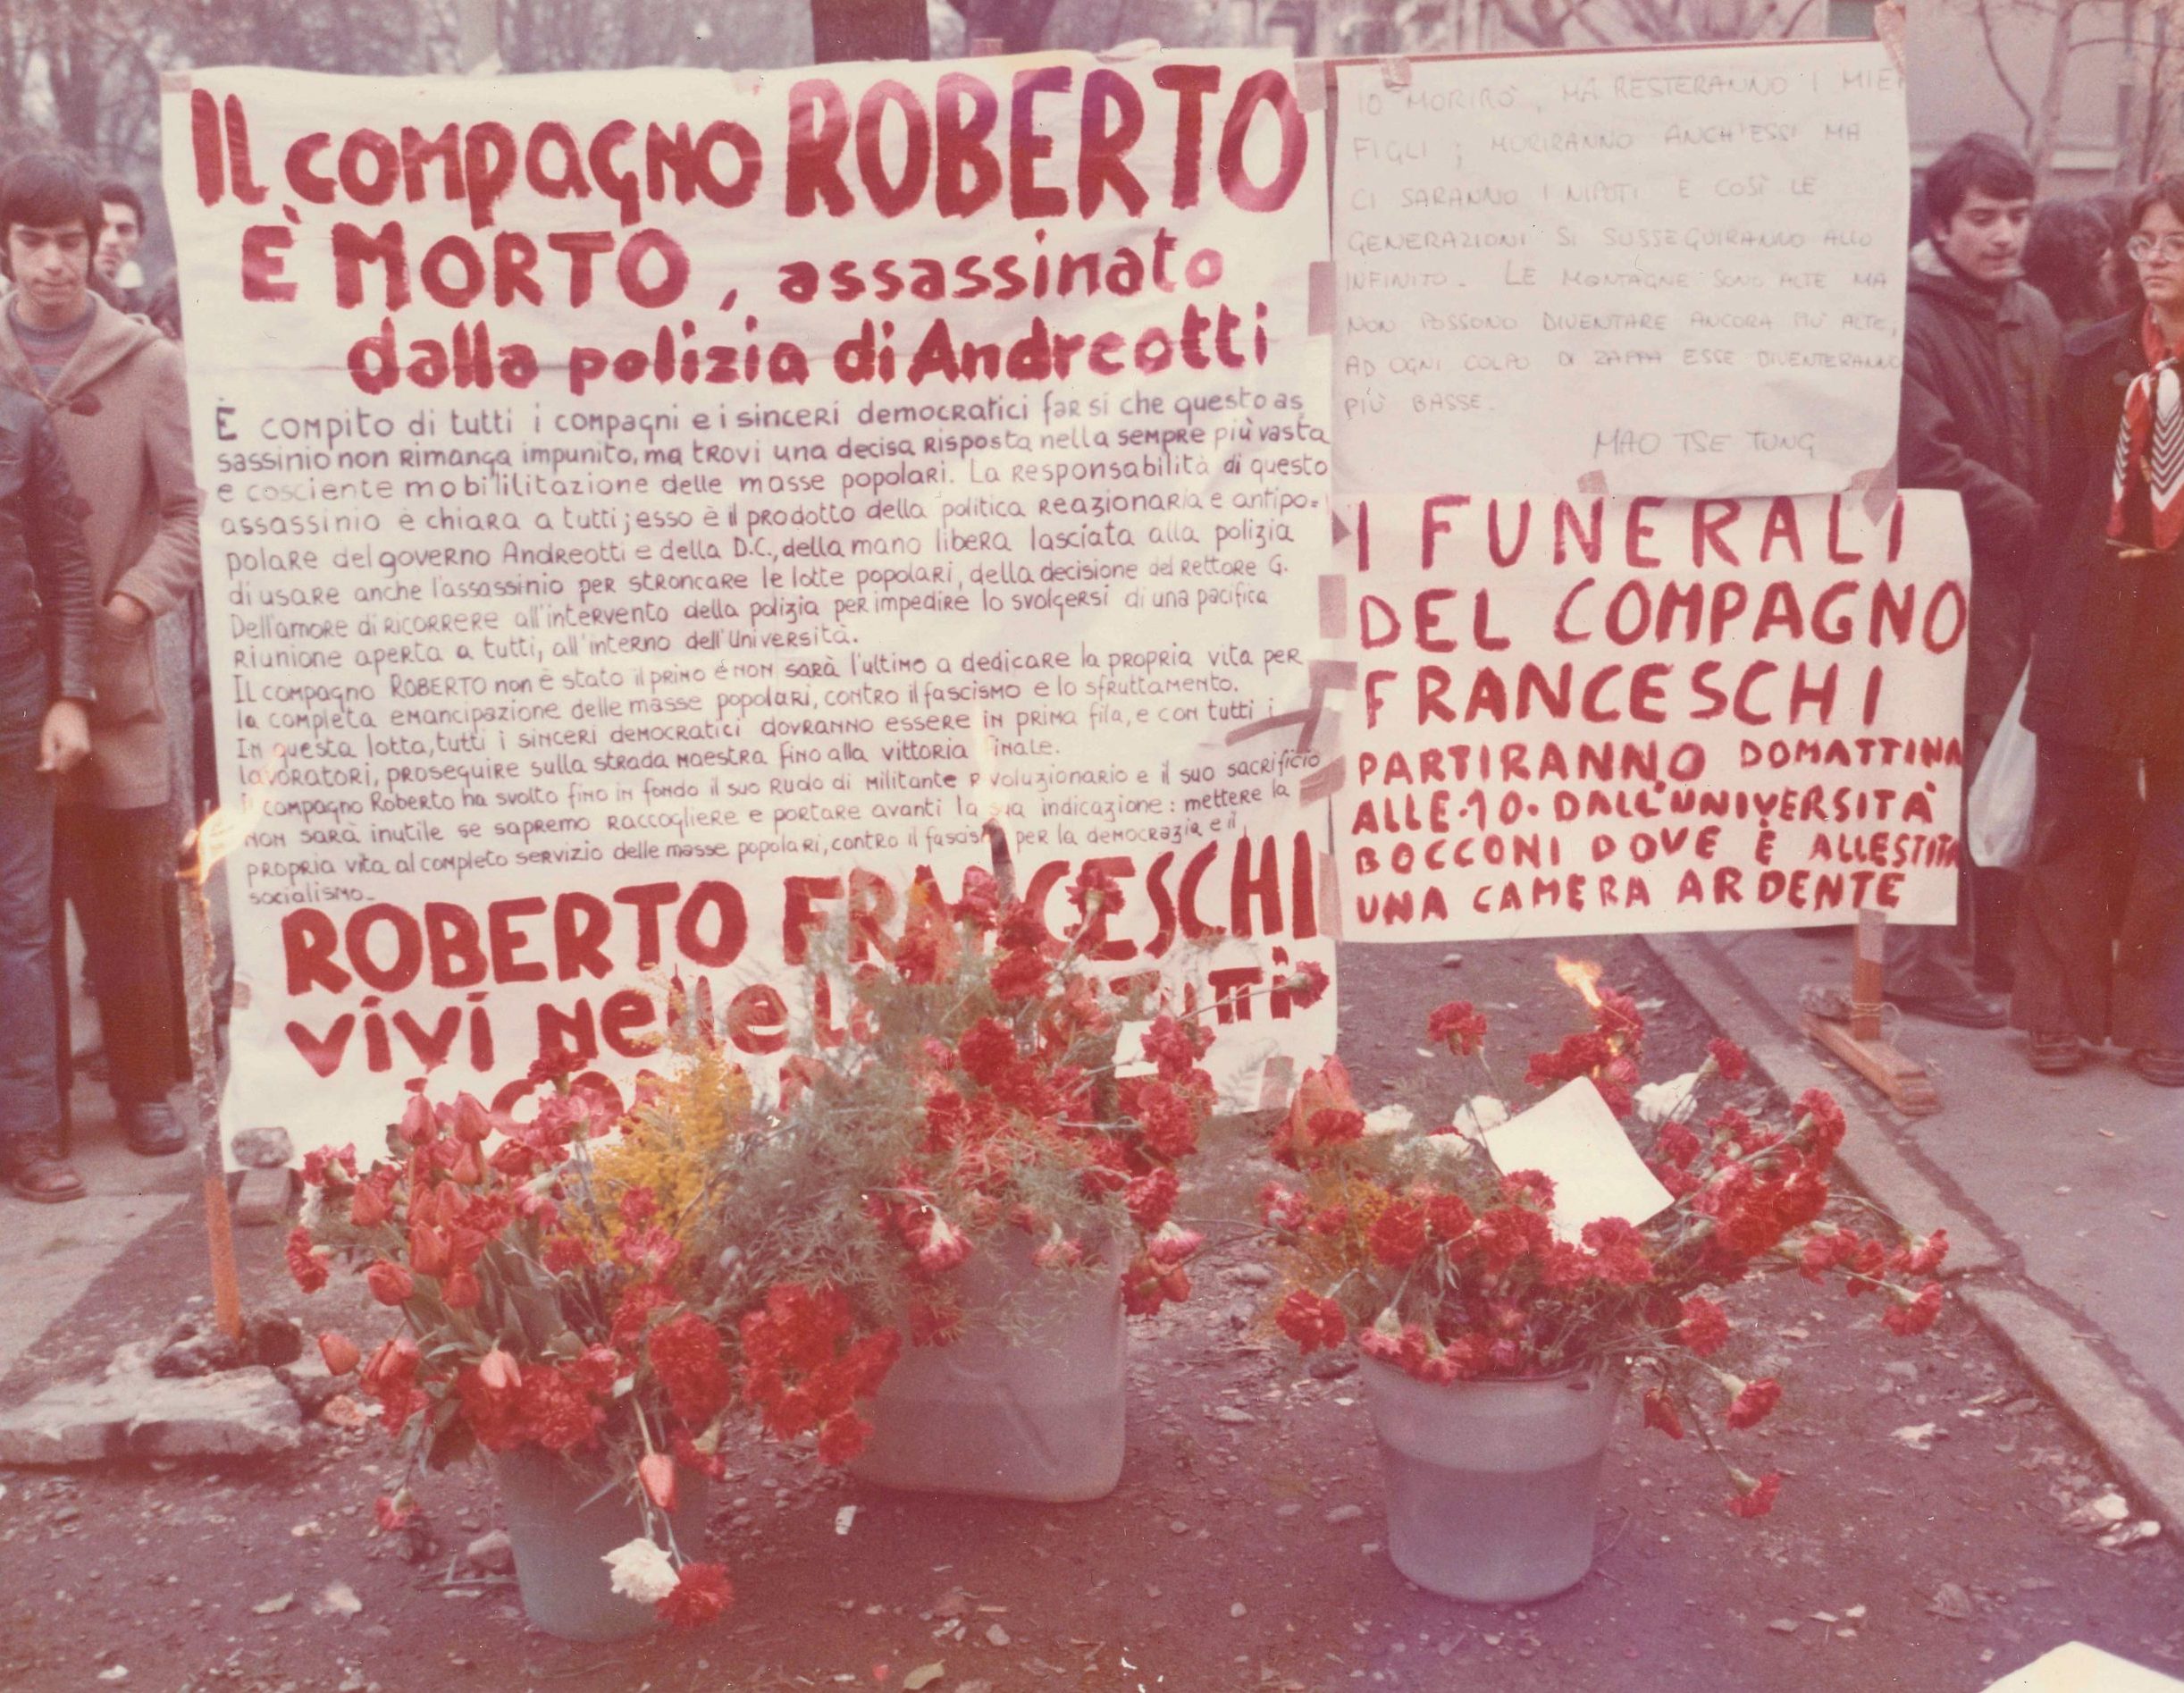 Il compagno ROBERTO
È MORTO, assassinato
dalla polizia di Andreotti
È compito di tutti i compagni e i sinceri democratici far sì che questo as
sassinio non rimanga impunito, ma trovi una decisa risposta nella sempre più vasta
e cosciente mobililitazione delle masse popolari. La responsabilità di questo
assassinio è chiara a tutti; esso è il prodotto della politica reazionaria e antipo=
polare del governo Andreotti e della D.C., della mano libera lasciata alla polizia
di usare anche l'assassinio per stroncare le lotte popolari, della decisione del Rettore G.
Dell'amore di ricorrere all'intervento della polizia per impedire lo svolgersi di una pacifica
riunione aperta a tutti, all'interno dell'Università.
Il compagno ROBERTO non è stato il primo e non sarà l'ultimo a dedicare la propria vita per
la completa emancipazione delle masse popolari, contro il fascismo e lo sfruttamento.
In questa lotta, tutti i sinceri democratici dovranno essere in prima fila, e con tutti i
lavoratori, proseguire sulla strada maestra fino alla vittoria finale.
Il compagno Roberto ha svolto fino in fondo il suo ruolo di militante rivoluzionario e il suo sacrificio
non sarà inutile se sapremo raccogliere e portare avanti la sua indicazione: mettere la
propria vita al completo servizio delle masse popolari, contro il fascismo per la democrazia e il
socialismo_
ROBERTO FRANCESCHI
vivi nelle
IO MORIRÒ, MA RESTERANNO I MIEI
FIGLI; MORIRANNO ANCH'ESSI MA
CI SARANNO I NIPOTI E COSÌ LE
GENERAZIONI SI SUSSEGUIRANNO ALLO
INFINITO. LE MONTAGNE SONO ALTE MA
NON POSSONO DIVENTARE ANCORA PIÙ ALTE,
AD OGNI COLPO DI ZAPPA ESSE DIVENTERANNO
PIÙ BASSE.
MAO TSE TUNG
I FUNERALI
DEL COMPAGNO
FRANCESCHI
PARTIRANNO DOMATTINA
ALLE·10·DALL'UNIVERSITÀ
BOCCONI DOVE È ALLESTITA
UNA CAMERA ARDENTE